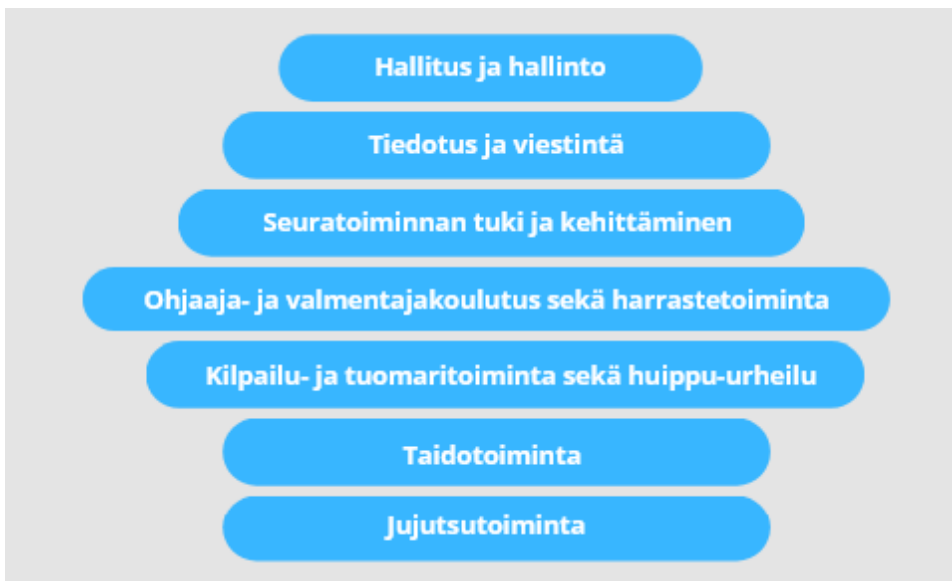 Hallitus ja hallinto
Tiedotus ja viestintä
Seuratoiminnan tuki ja kehittäminen
Ohjaaja- ja valmentajakoulutus sekä harrastetoiminta
Kilpailu- ja tuomaritoiminta sekä huippu-urheilu
Taidotoiminta
Jujutsutoiminta